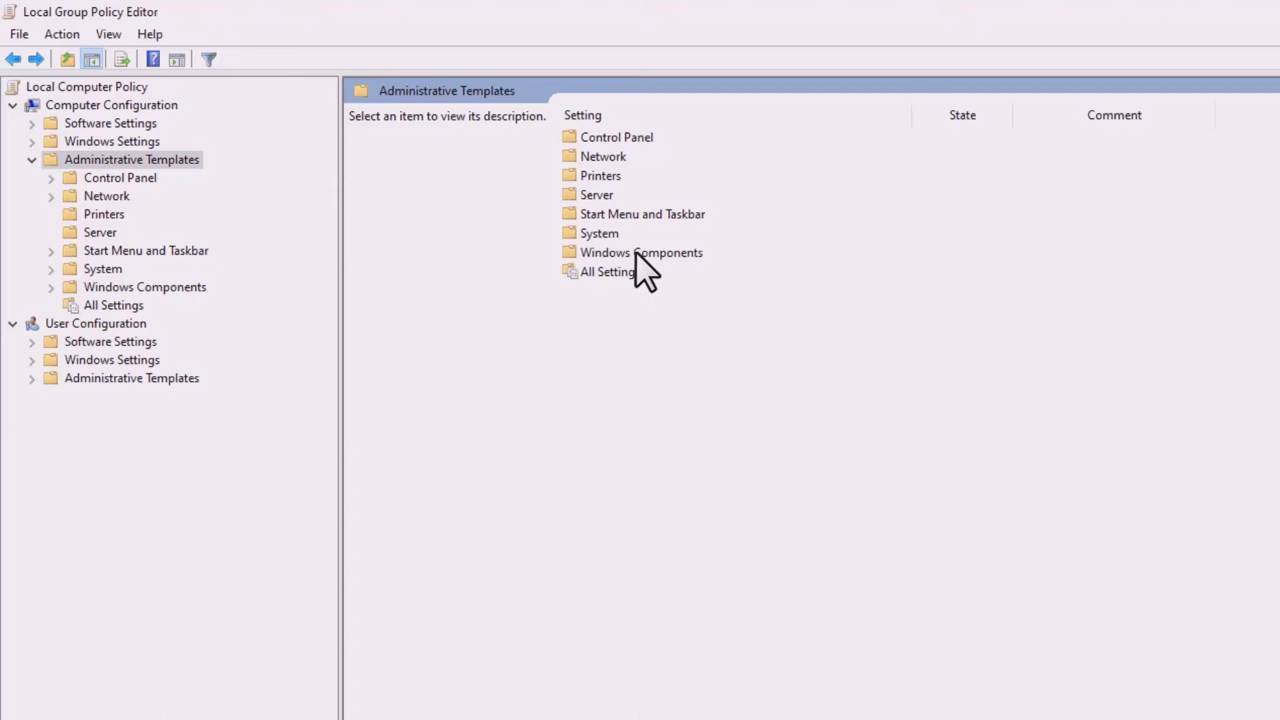 Local Group Policy Editor
File Action View Help
Local Computer Policy
Computer Configuration
Software Settings
Windows Settings
Administrative Templates
Control Panel
Network
Printers
Server
Start Menu and Taskbar
System
Windows Components
All Settings
User Configuration
Software Settings
Windows Settings
Administrative Templates
Administrative Templates
Select an item to view its description.
Setting State Comment
Control Panel
Network
Printers
Server
Start Menu and Taskbar
System
Windows Components
All Setting